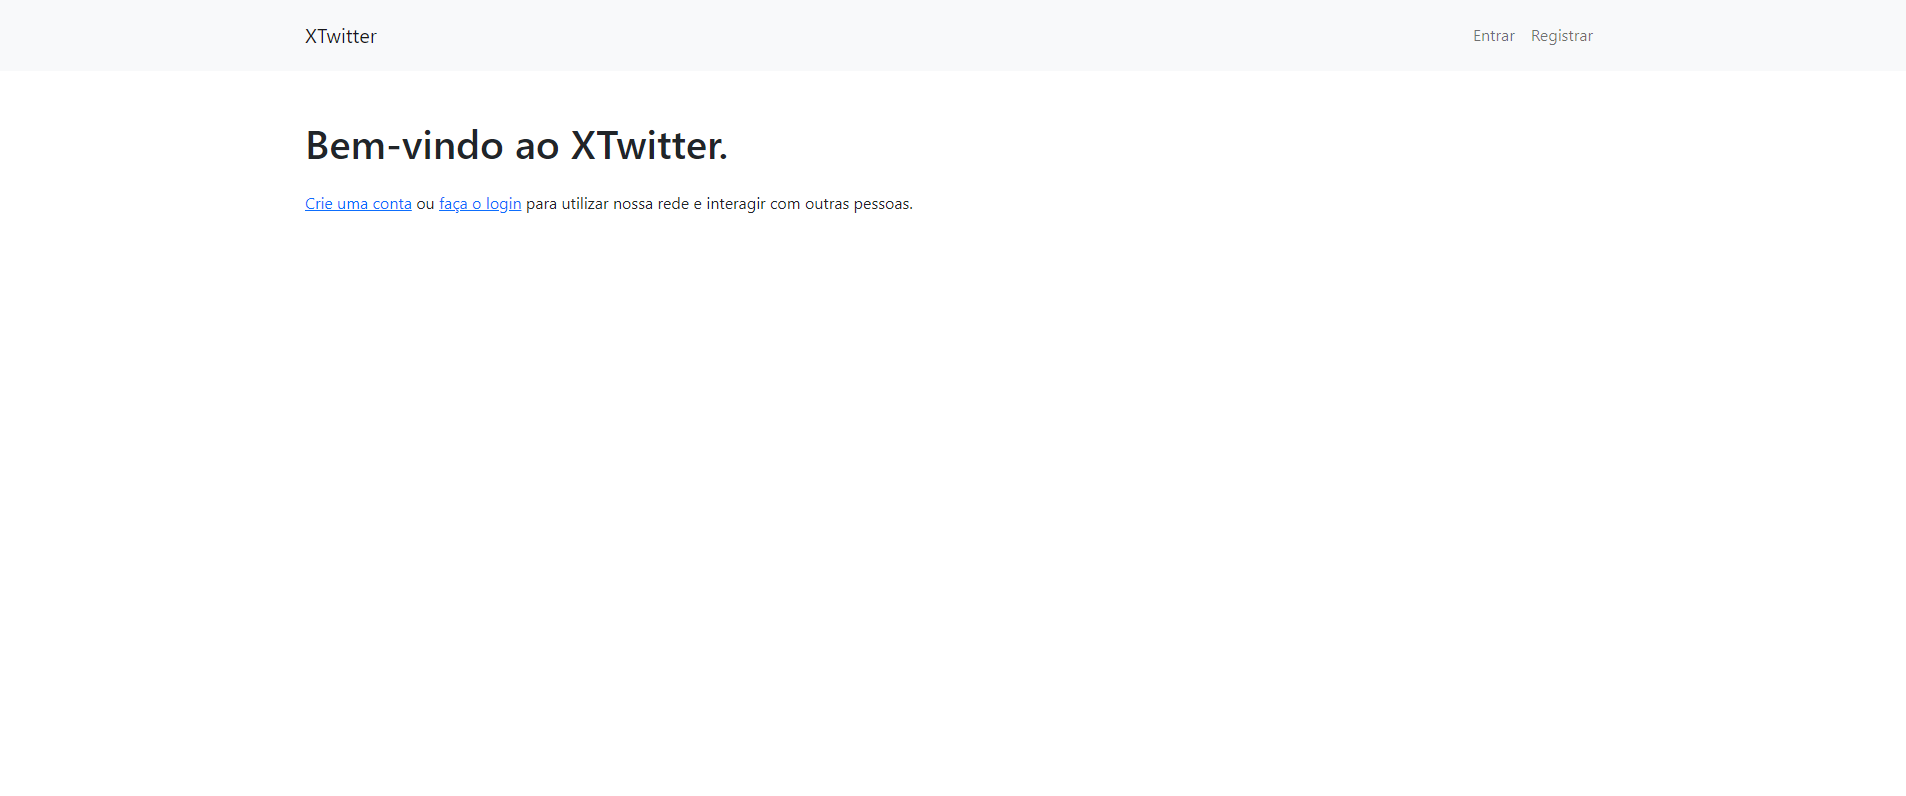 XTwitter
Entrar Registrar
Bem-vindo ao XTwitter.
Crie uma conta ou faça o login para utilizar nossa rede e interagir com outras pessoas.